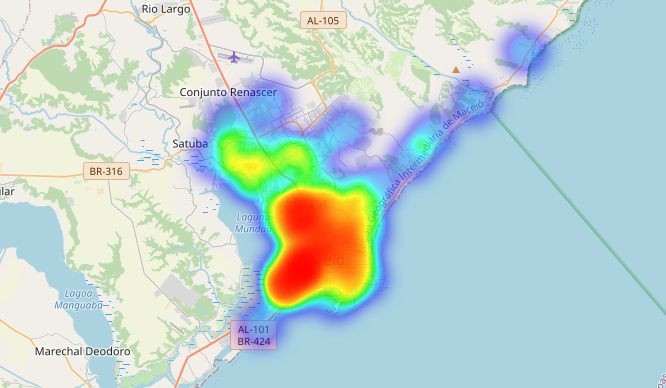 Rio Largo
AL-105
Conjunto Renascer
Geográfica Intermediária de Maceió
Satuba
BR-316
ilar
Laguna
Mundaú
Lagoa
Manguaba
AL-101
BR-424
Marechal Deodoro